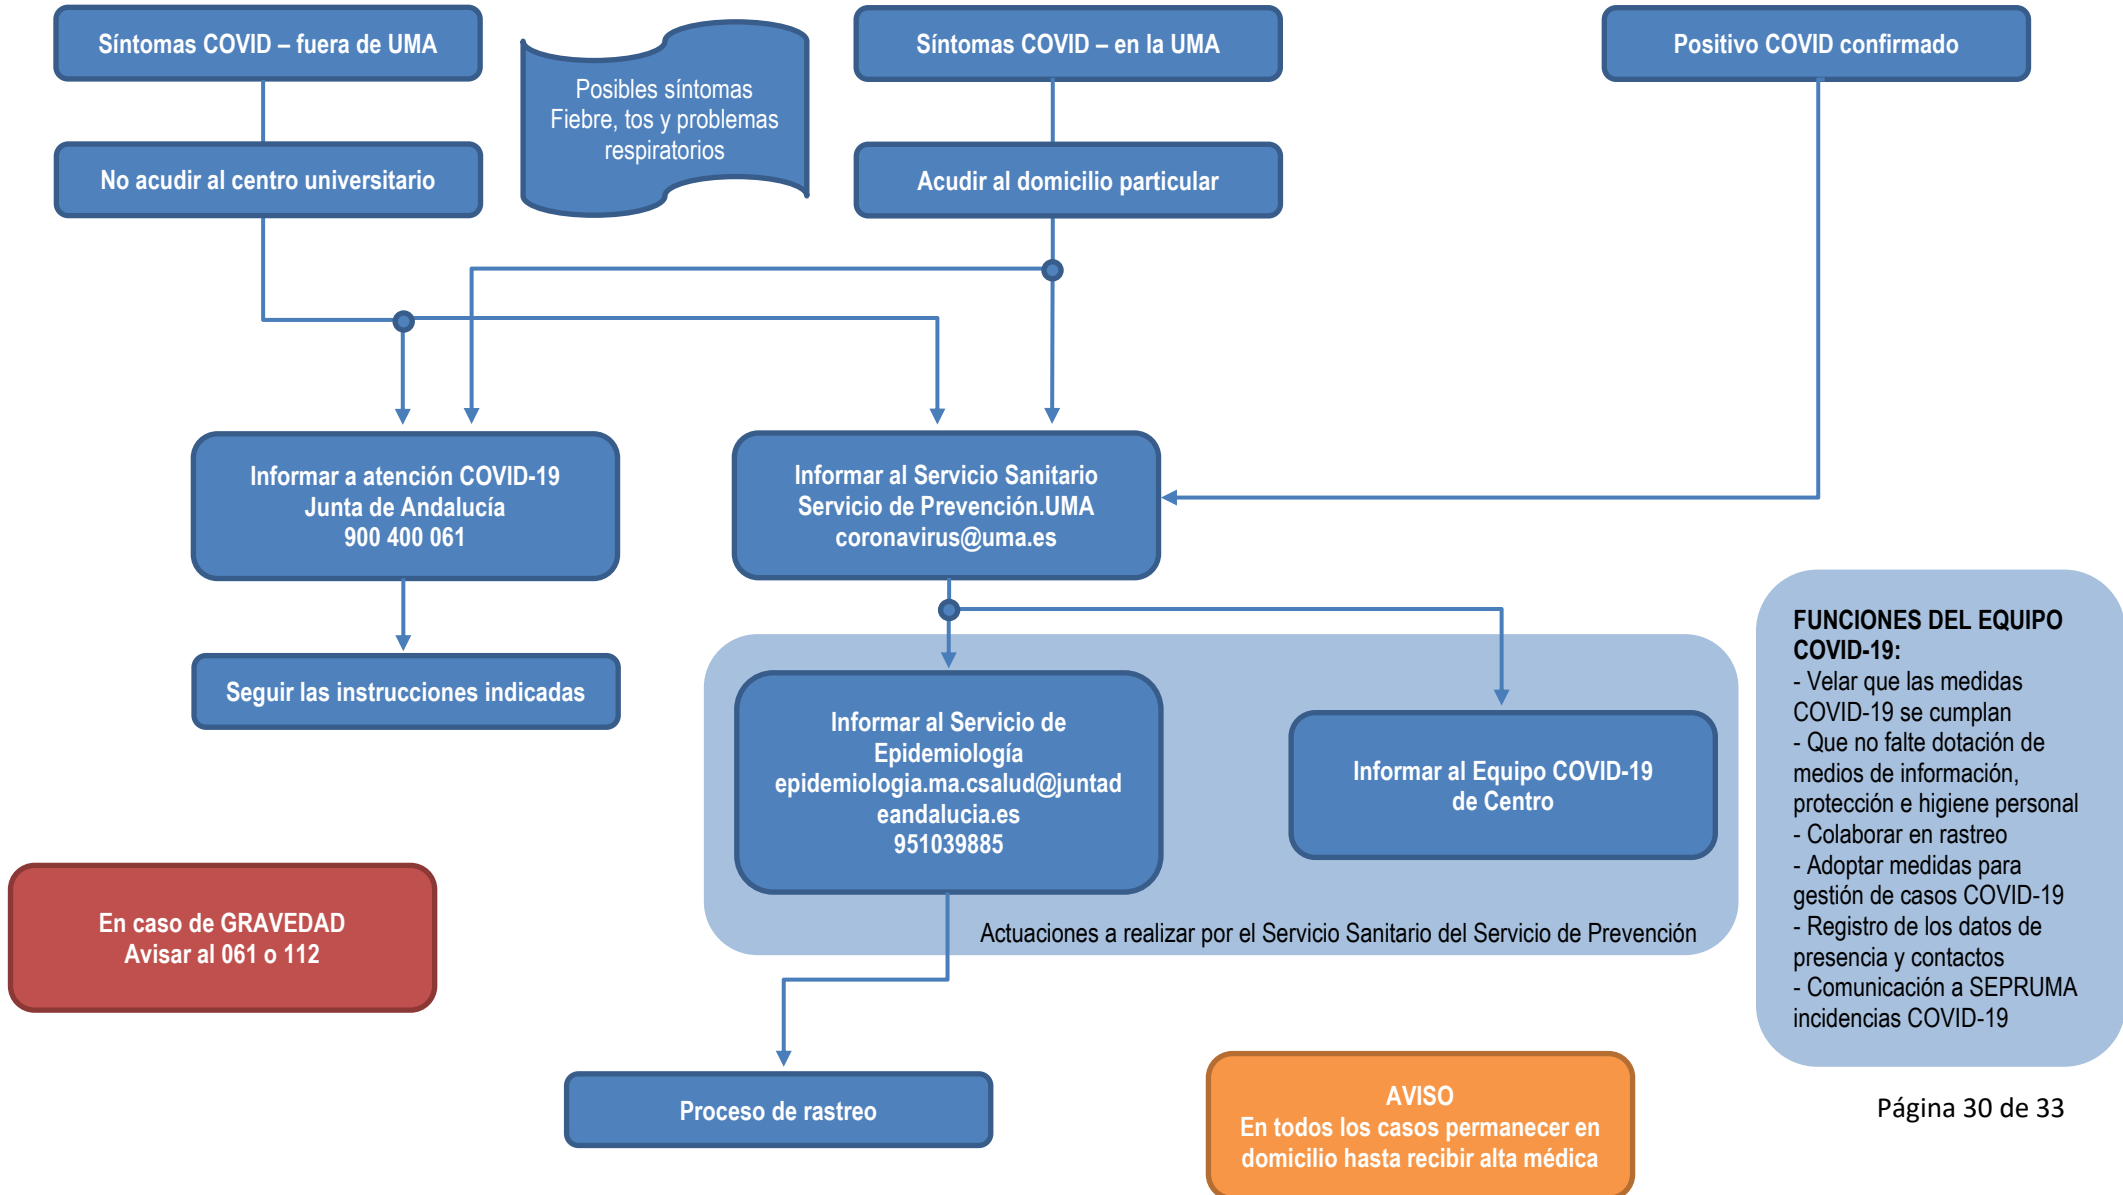 Síntomas COVID – fuera de UMA
Posibles síntomas
Fiebre, tos y problemas
respiratorios
Síntomas COVID – en la UMA
Positivo COVID confirmado
No acudir al centro universitario
Acudir al domicilio particular
Informar a atención COVID-19
Junta de Andalucía
900 400 061
Informar al Servicio Sanitario
Servicio de Prevención.UMA
coronavirus@uma.es
Seguir las instrucciones indicadas
Informar al Servicio de
Epidemiología
epidemiologia.ma.csalud@juntad
eandalucia.es
951039885
Informar al Equipo COVID-19
de Centro
Actuaciones a realizar por el Servicio Sanitario del Servicio de Prevención
FUNCIONES DEL EQUIPO
COVID-19:
- Velar que las medidas
COVID-19 se cumplan
- Que no falte dotación de
medios de información,
protección e higiene personal
- Colaborar en rastreo
- Adoptar medidas para
gestión de casos COVID-19
- Registro de los datos de
presencia y contactos
- Comunicación a SEPRUMA
incidencias COVID-19
En caso de GRAVEDAD
Avisar al 061 o 112
Proceso de rastreo
AVISO
En todos los casos permanecer en
domicilio hasta recibir alta médica
Página 30 de 33